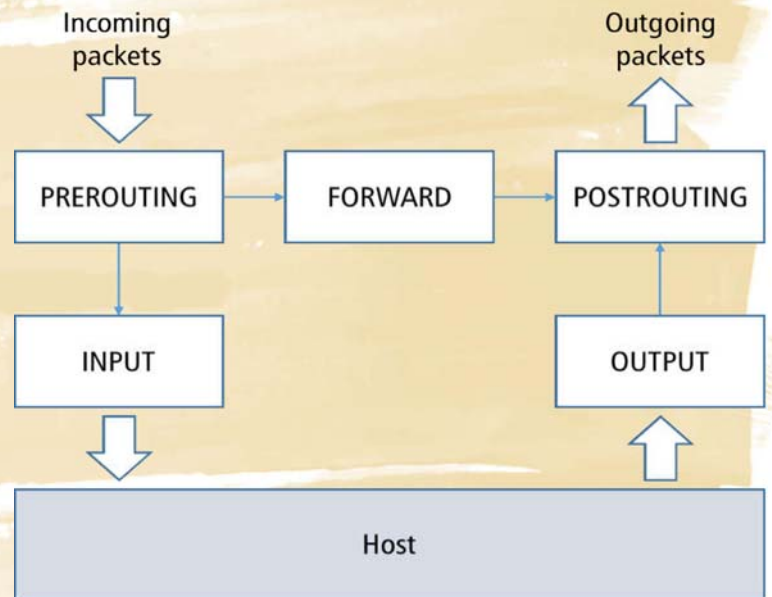 Incoming
packets
Outgoing
packets
PREROUTING
FORWARD
POSTROUTING
INPUT
OUTPUT
Host